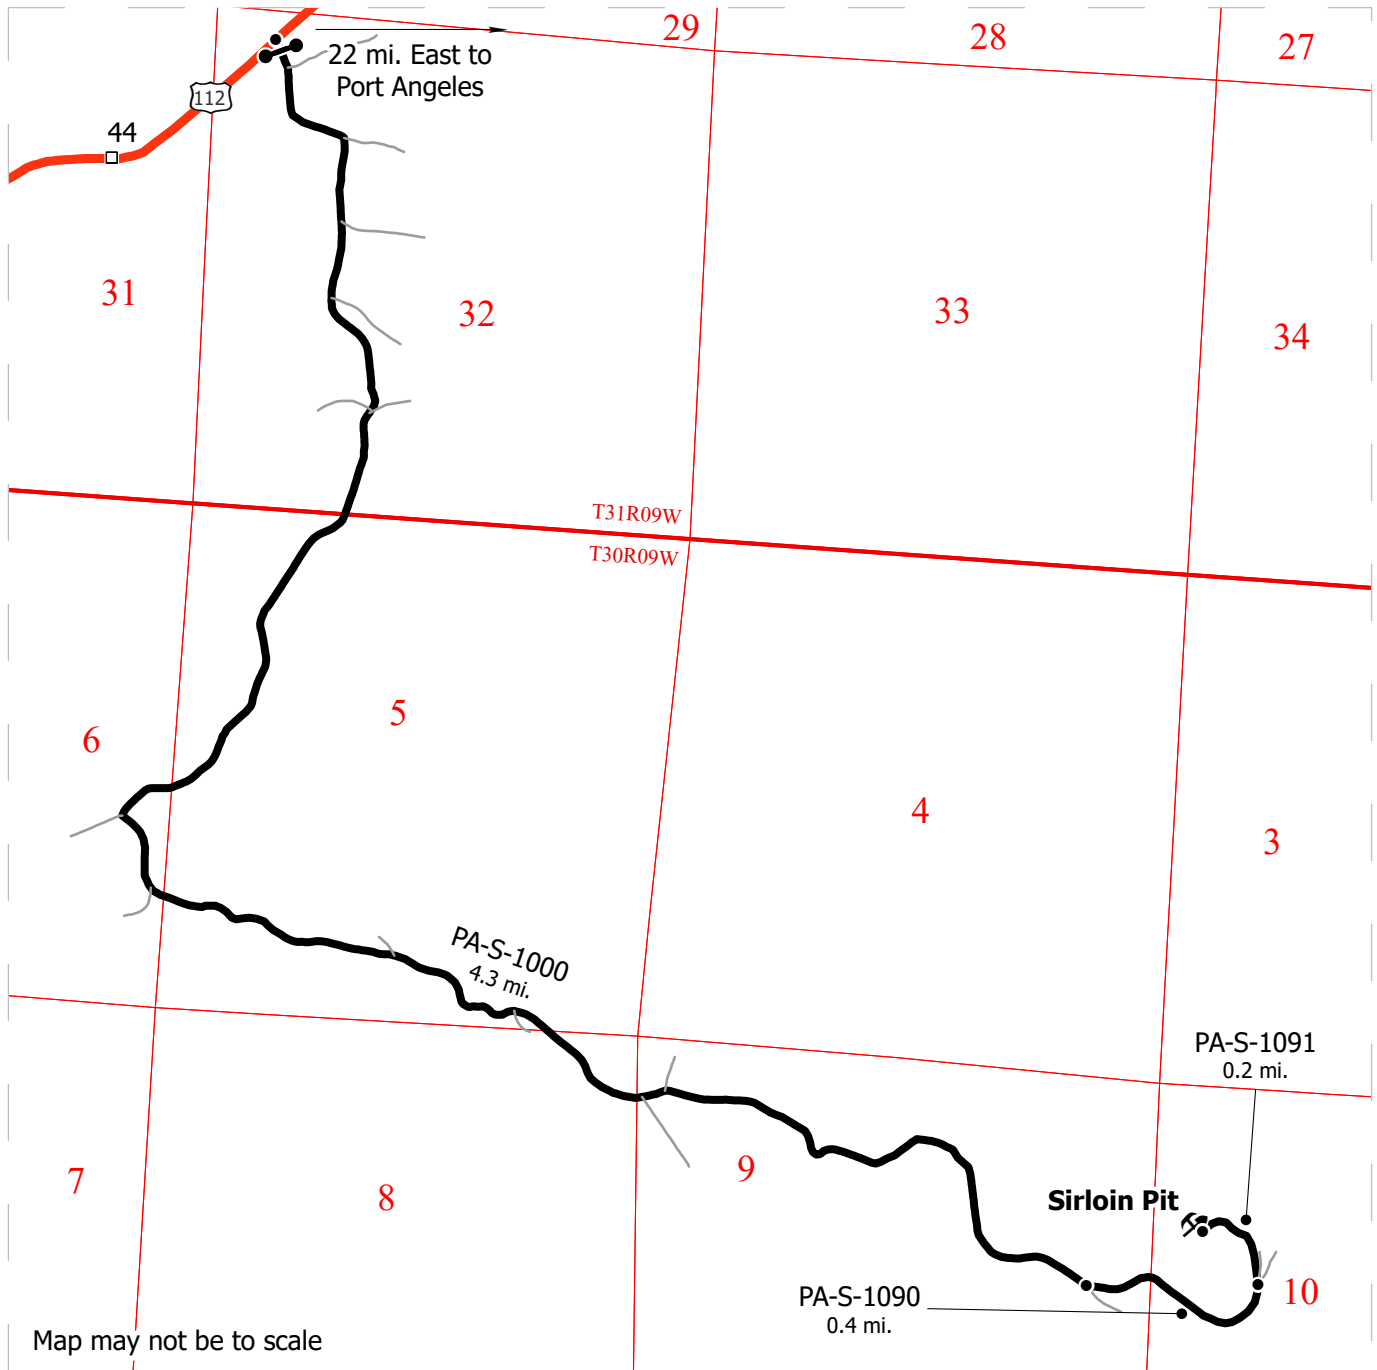 29
28
27
22 mi. East to
Port Angeles
112
44
31
32
33
34
T31R09W
T30R09W
6
5
4
3
PA-S-1000
4.3 mi.
PA-S-1091
0.2 mi.
7
8
9
Sirloin Pit
10
PA-S-1090
0.4 mi.
Map may not be to scale